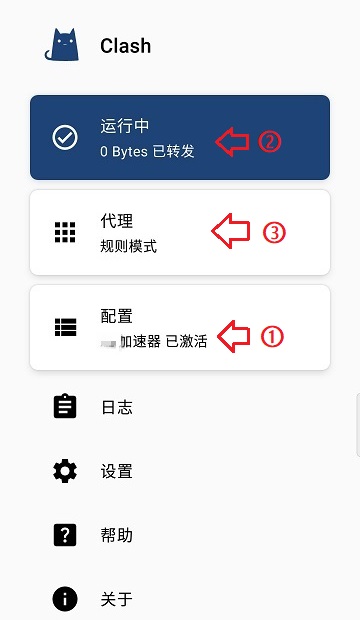 Clash
运行中
0 Bytes 已转发
②
代理
规则模式
③
配置
加速器 已激活
①
日志
设置
帮助
关于